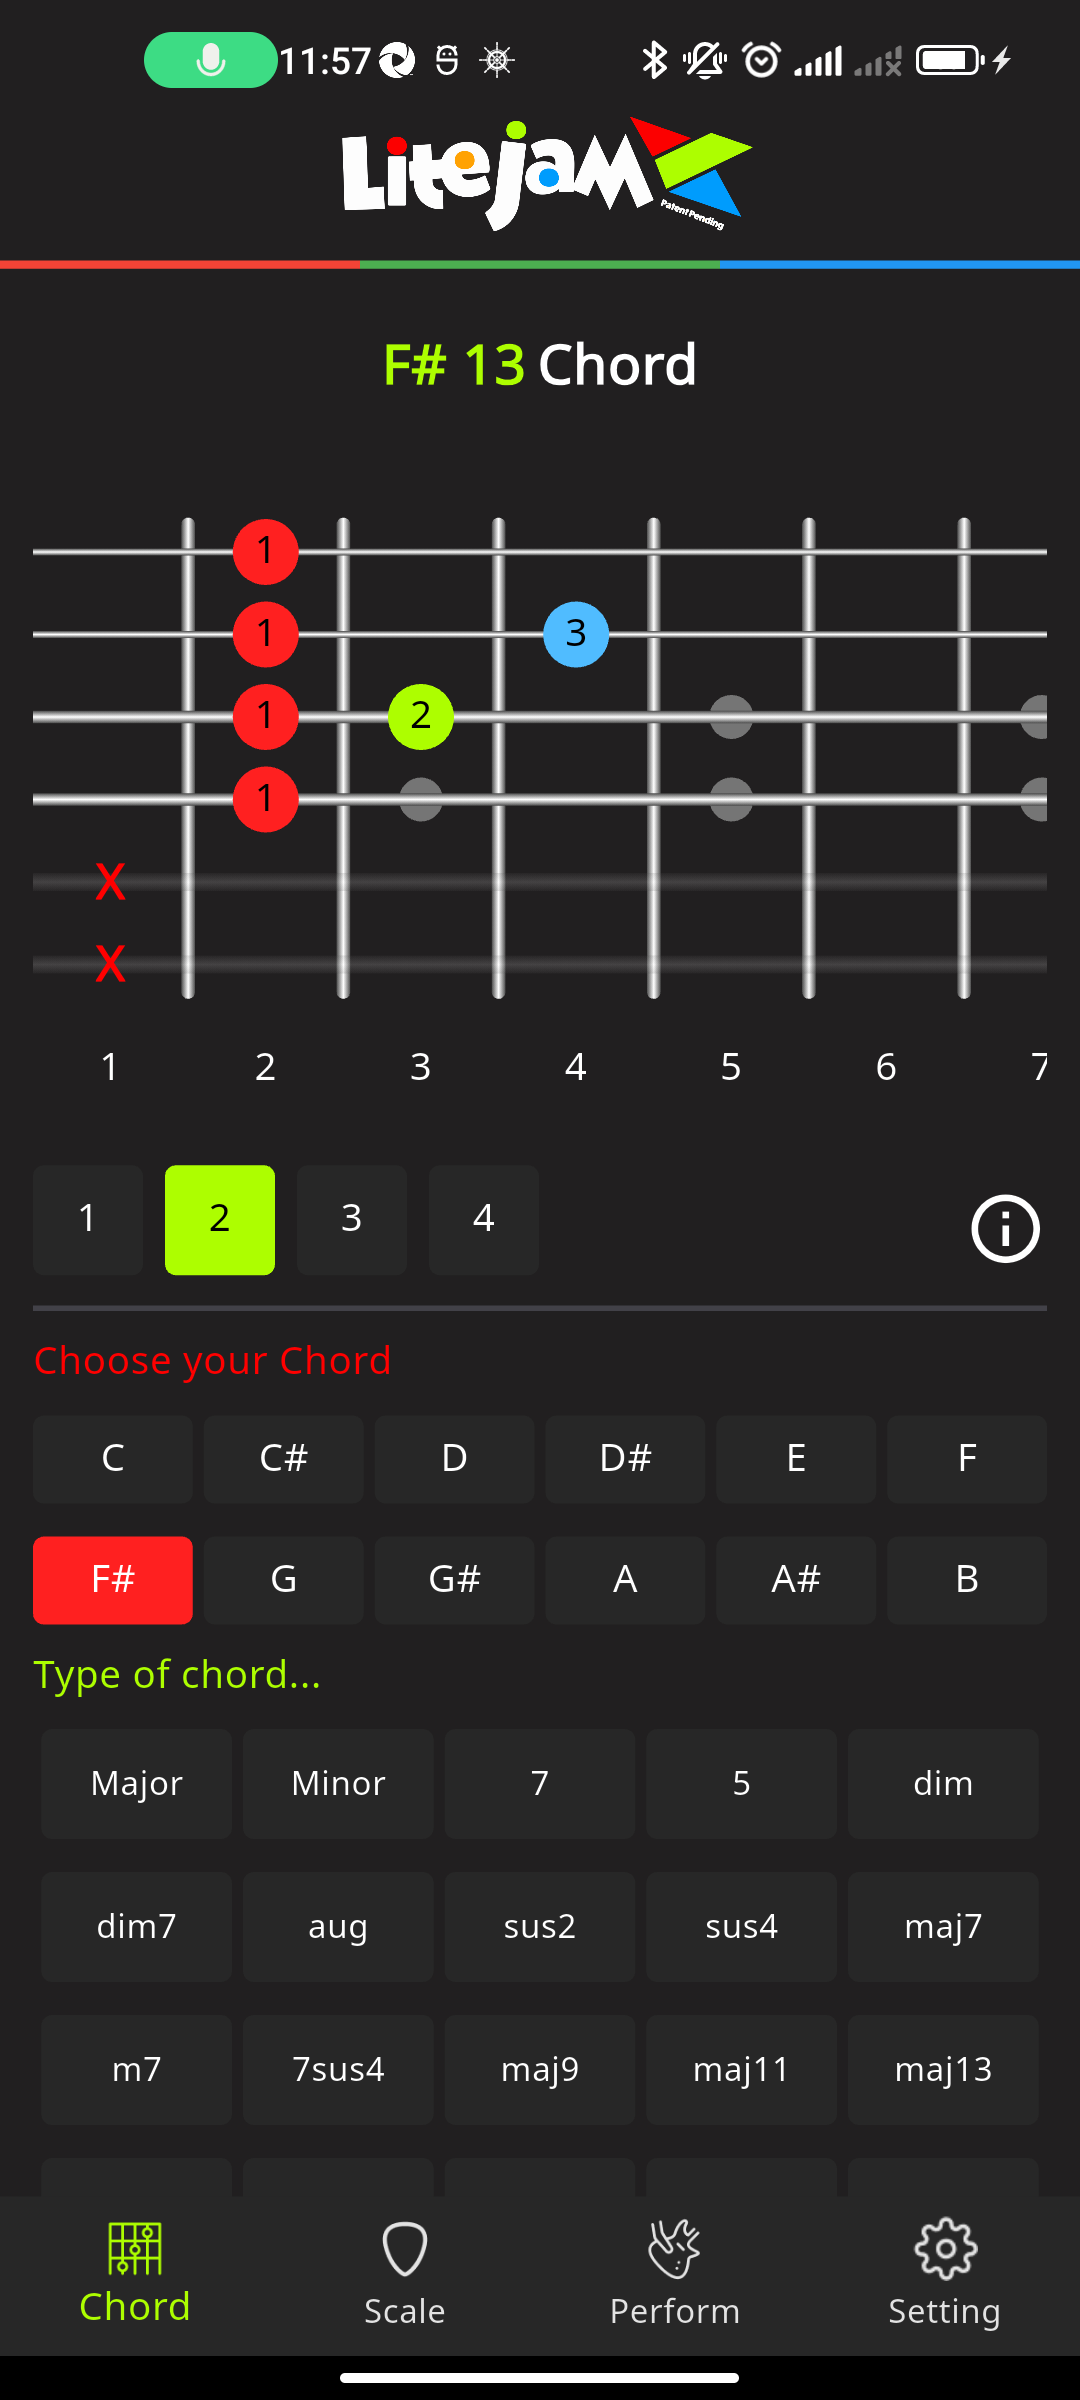 11:57
LiteJam
Patent Pending
F# 13 Chord
1
1 3
1 2
1
X
X
1 2 3 4 5 6 7
1 2 3 4
Choose your Chord
C C# D D# E F
F# G G# A A# B
Type of chord...
Major Minor 7 5 dim
dim7 aug sus2 sus4 maj7
m7 7sus4 maj9 maj11 maj13
Chord Scale Perform Setting